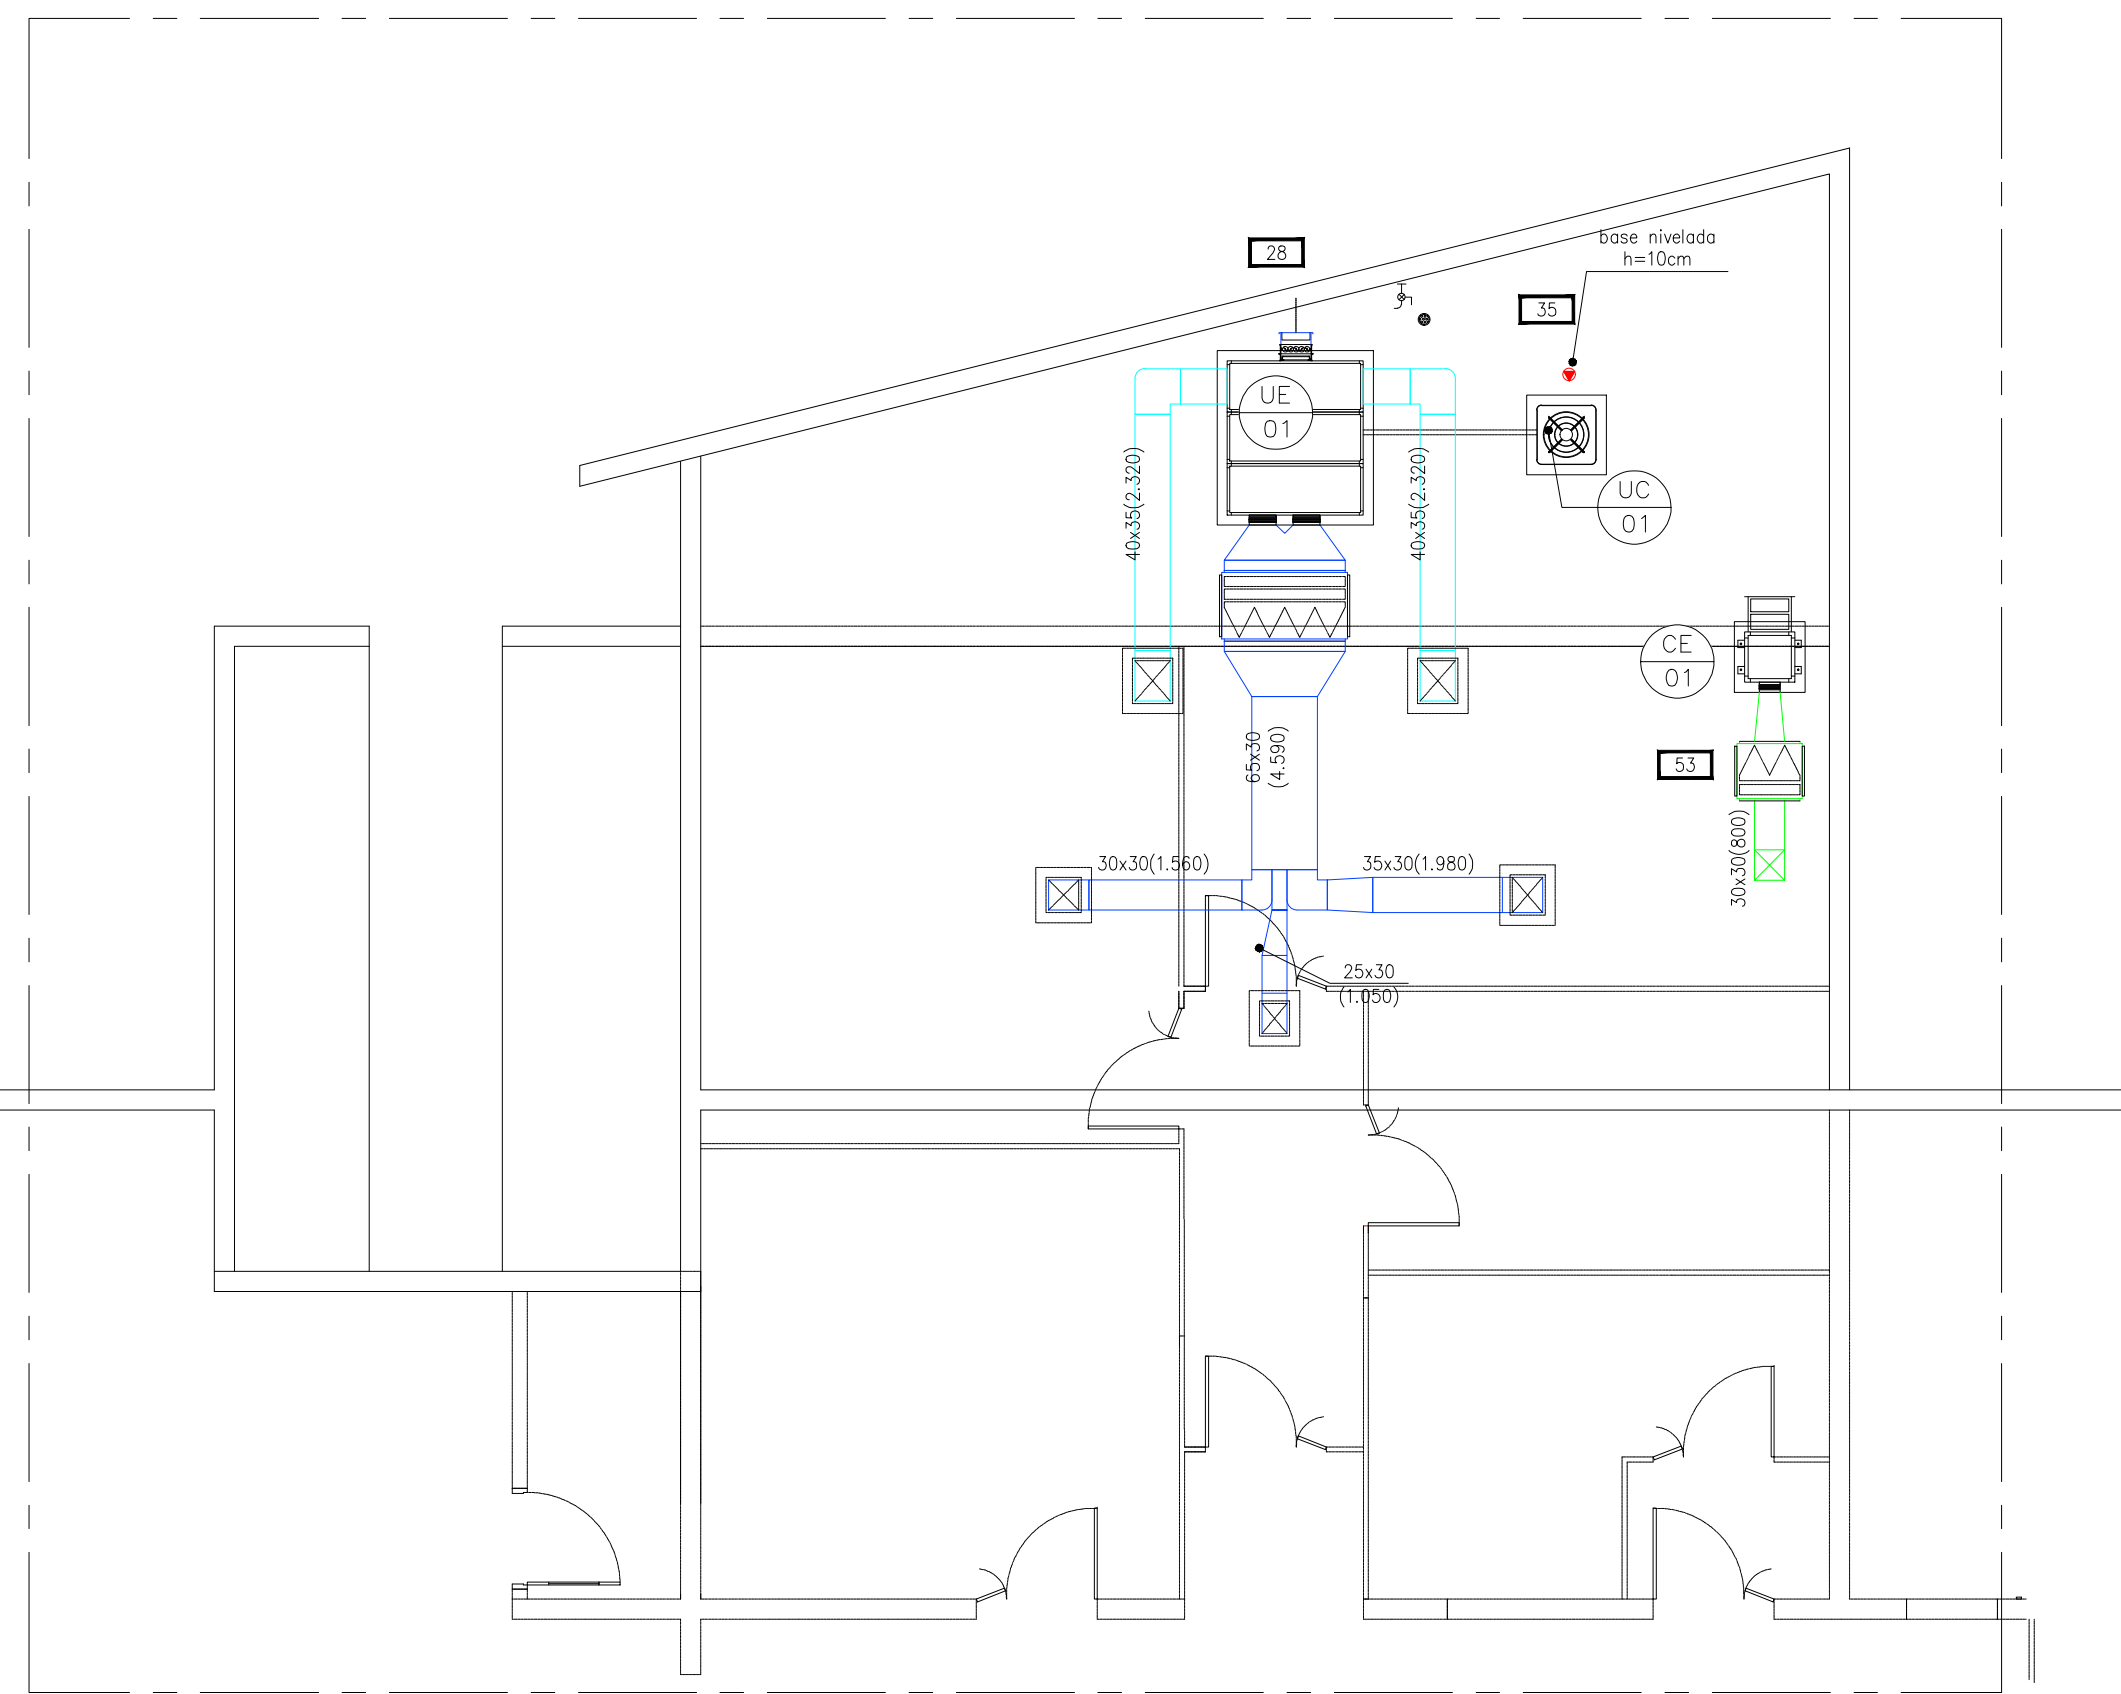 base nivelada
h=10cm
28
35
UE
01
40x35(2.320)
40x35(2.320)
UC
01
CE
01
65x30
(4.590)
53
30x30(800)
30x30(1.560)
35x30(1.980)
25x30
(1.050)